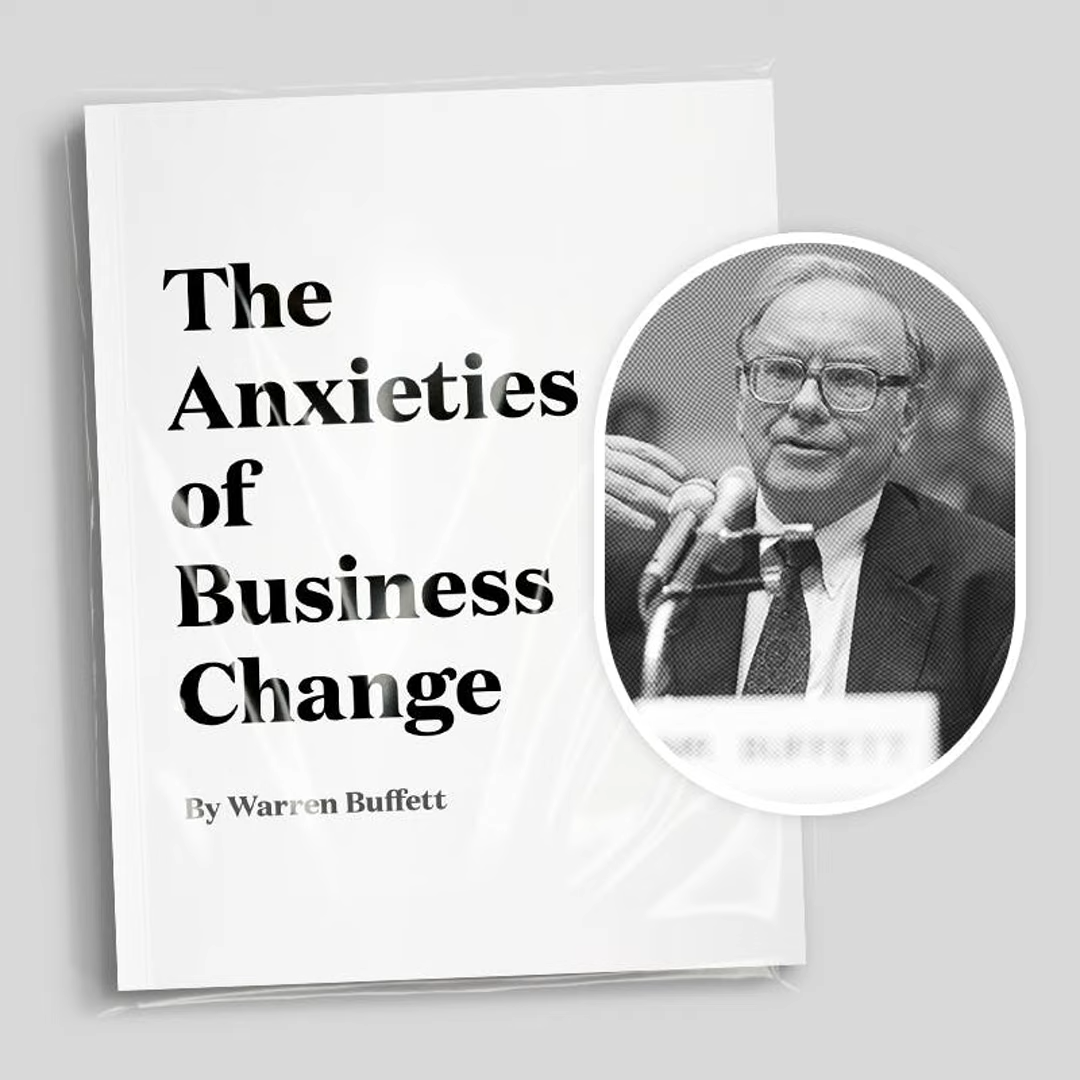 The
Anxieties
of
Business
Change
By Warren Buffett